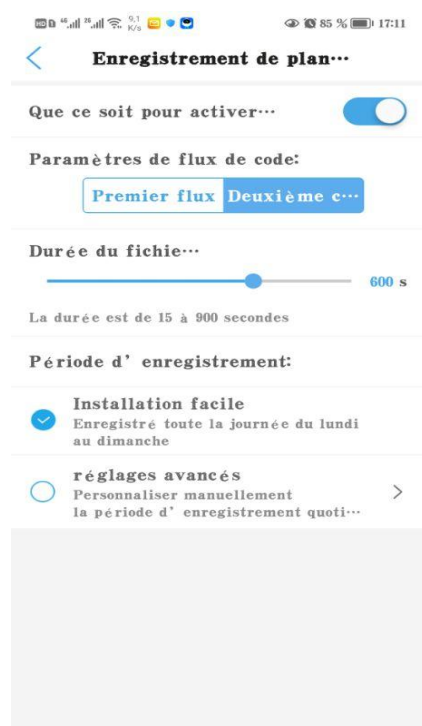 9,1
K/s
85 % 17:11
Enregistrement de plan…
Que ce soit pour activer…
Paramètres de flux de code:
Premier flux Deuxième c…
Durée du fichie…
600 s
La durée est de 15 à 900 secondes
Période d’enregistrement:
Installation facile
Enregistré toute la journée du lundi
au dimanche
réglages avancés
Personnaliser manuellement
la période d’enregistrement quoti…